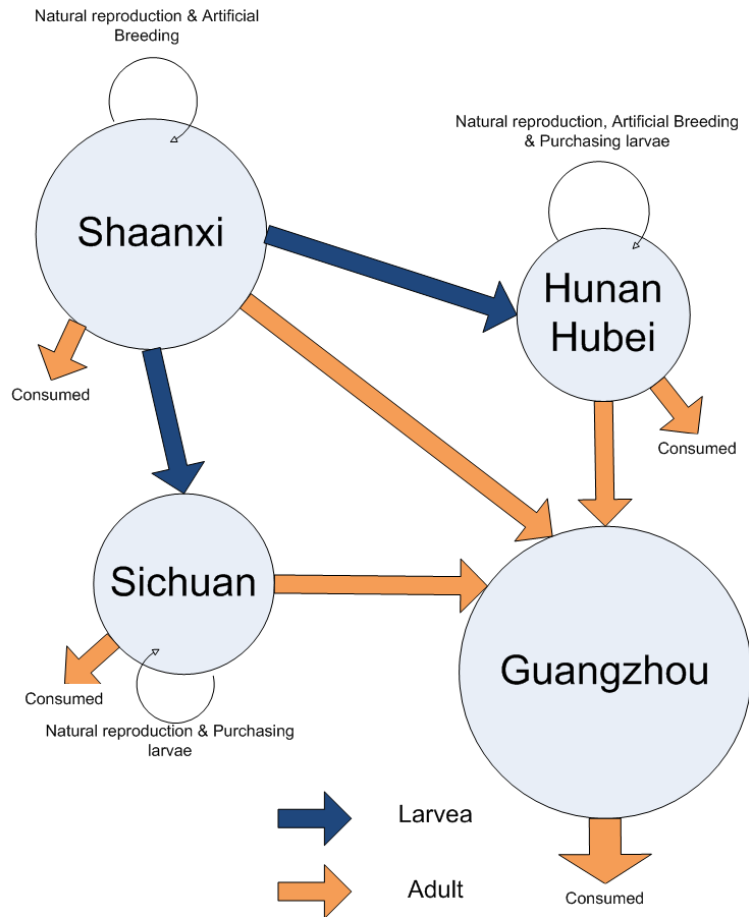 Natural reproduction & Artificial
Breeding
Natural reproduction, Artificial Breeding
& Purchasing larvae
Shaanxi
Hunan
Hubei
Consumed
Consumed
Sichuan
Guangzhou
Consumed
Natural reproduction & Purchasing
larvae
Larvea
Adult
Consumed